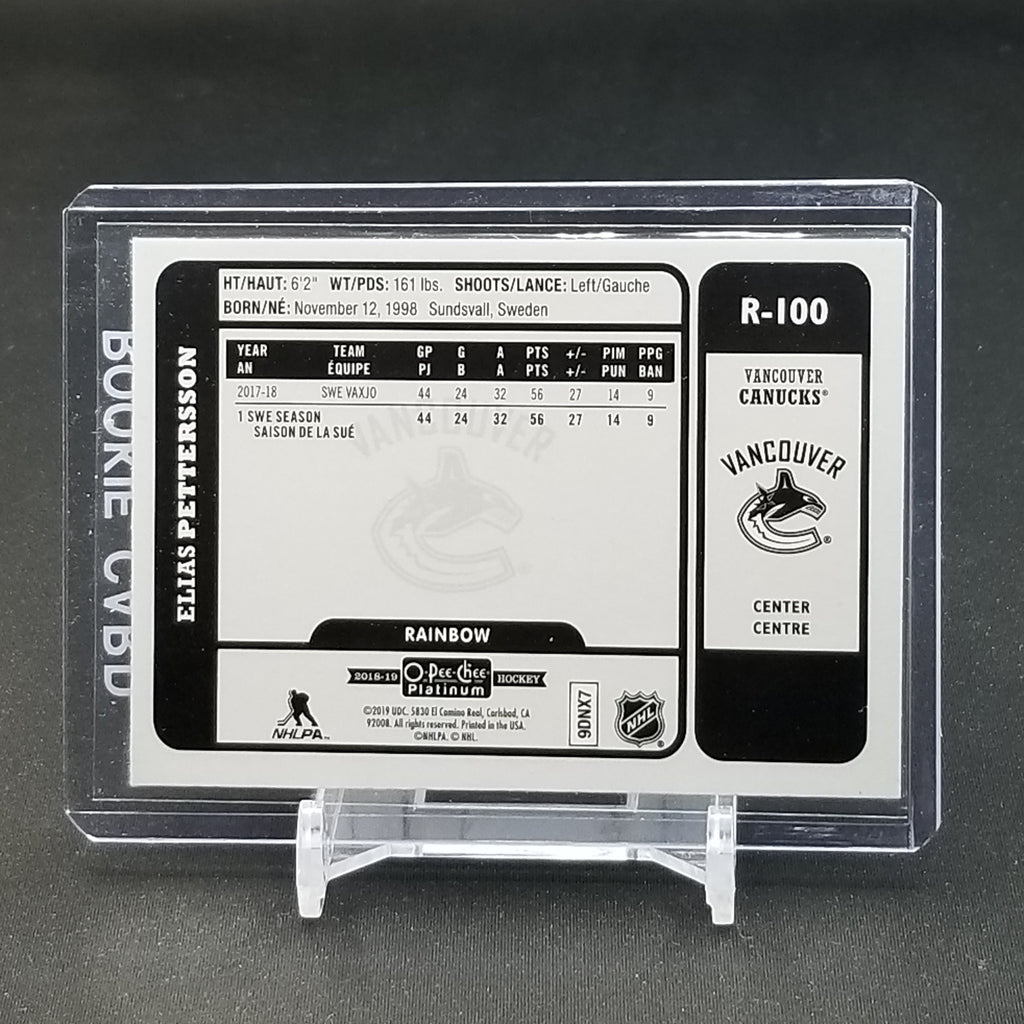 ROOKIE CARD
ELIAS PETTERSSON
HT/HAUT: 6'2" WT/PDS: 161 lbs. SHOOTS/LANCE: Left/Gauche
BORN/NÉ: November 12, 1998 Sundsvall, Sweden
YEAR TEAM GP G A PTS +/- PIM PPG
AN ÉQUIPE PJ B A PTS +/- PUN BAN
2017-18 SWE VAXJO 44 24 32 56 27 14 9
1 SWE SEASON 44 24 32 56 27 14 9
SAISON DE LA SUÉ
VANCOUVER
RAINBOW
2018-19 O-Pee-Chee HOCKEY
Platinum
NHLPA™
©2019 UDC. 5830 El Camino Real, Carlsbad, CA
92008. All rights reserved. Printed in the USA.
©NHLPA. © NHL.
9DNX7
NHL®
R-100
VANCOUVER
CANUCKS®
VANCOUVER
®
CENTER
CENTRE